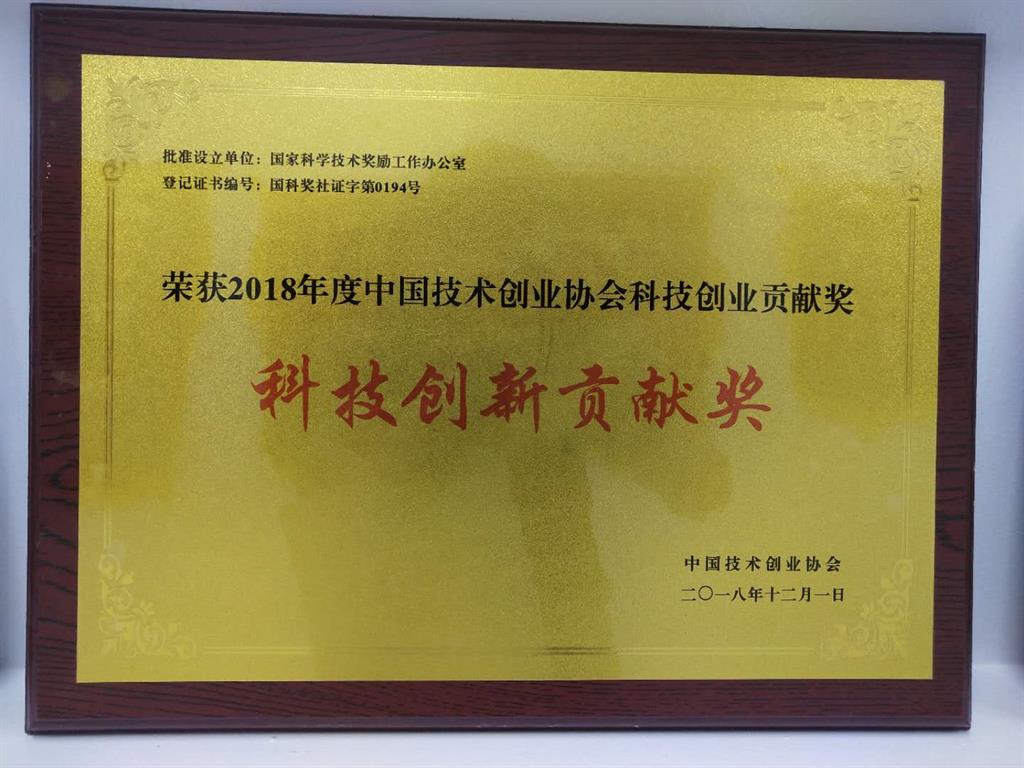 批准设立单位：国家科学技术奖励工作办公室
登记证书编号：国科奖社证字第0194号
荣获2018年度中国技术创业协会科技创业贡献奖
科技创新贡献奖
中国技术创业协会
二〇一八年十二月一日